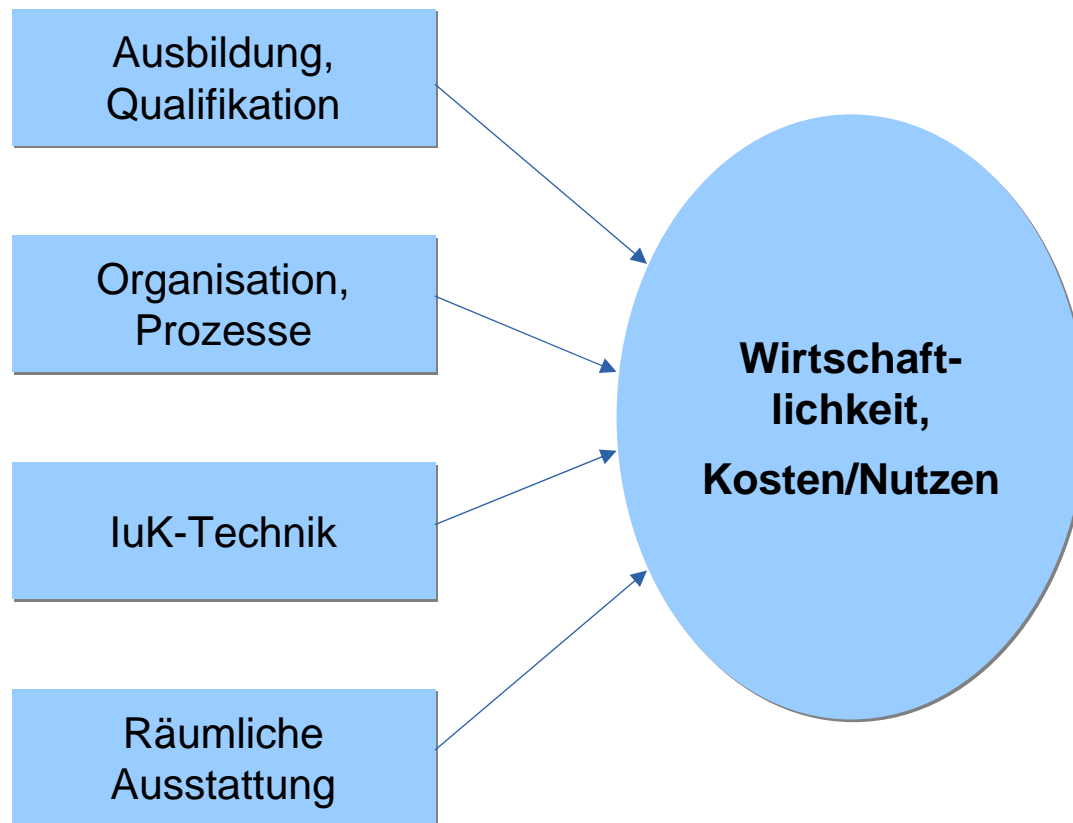 Ausbildung,
Qualifikation
Organisation,
Prozesse
IuK-Technik
Räumliche
Ausstattung
Wirtschaft-
lichkeit,
Kosten/Nutzen